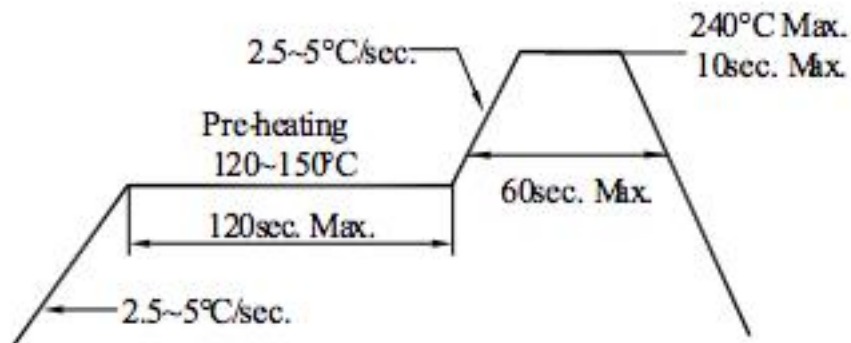 240°C Max.
10sec. Max.
2.5~5°C/sec.
Pre-heating
120~150°C
60sec. Max.
120sec. Max.
2.5~5°C/sec.